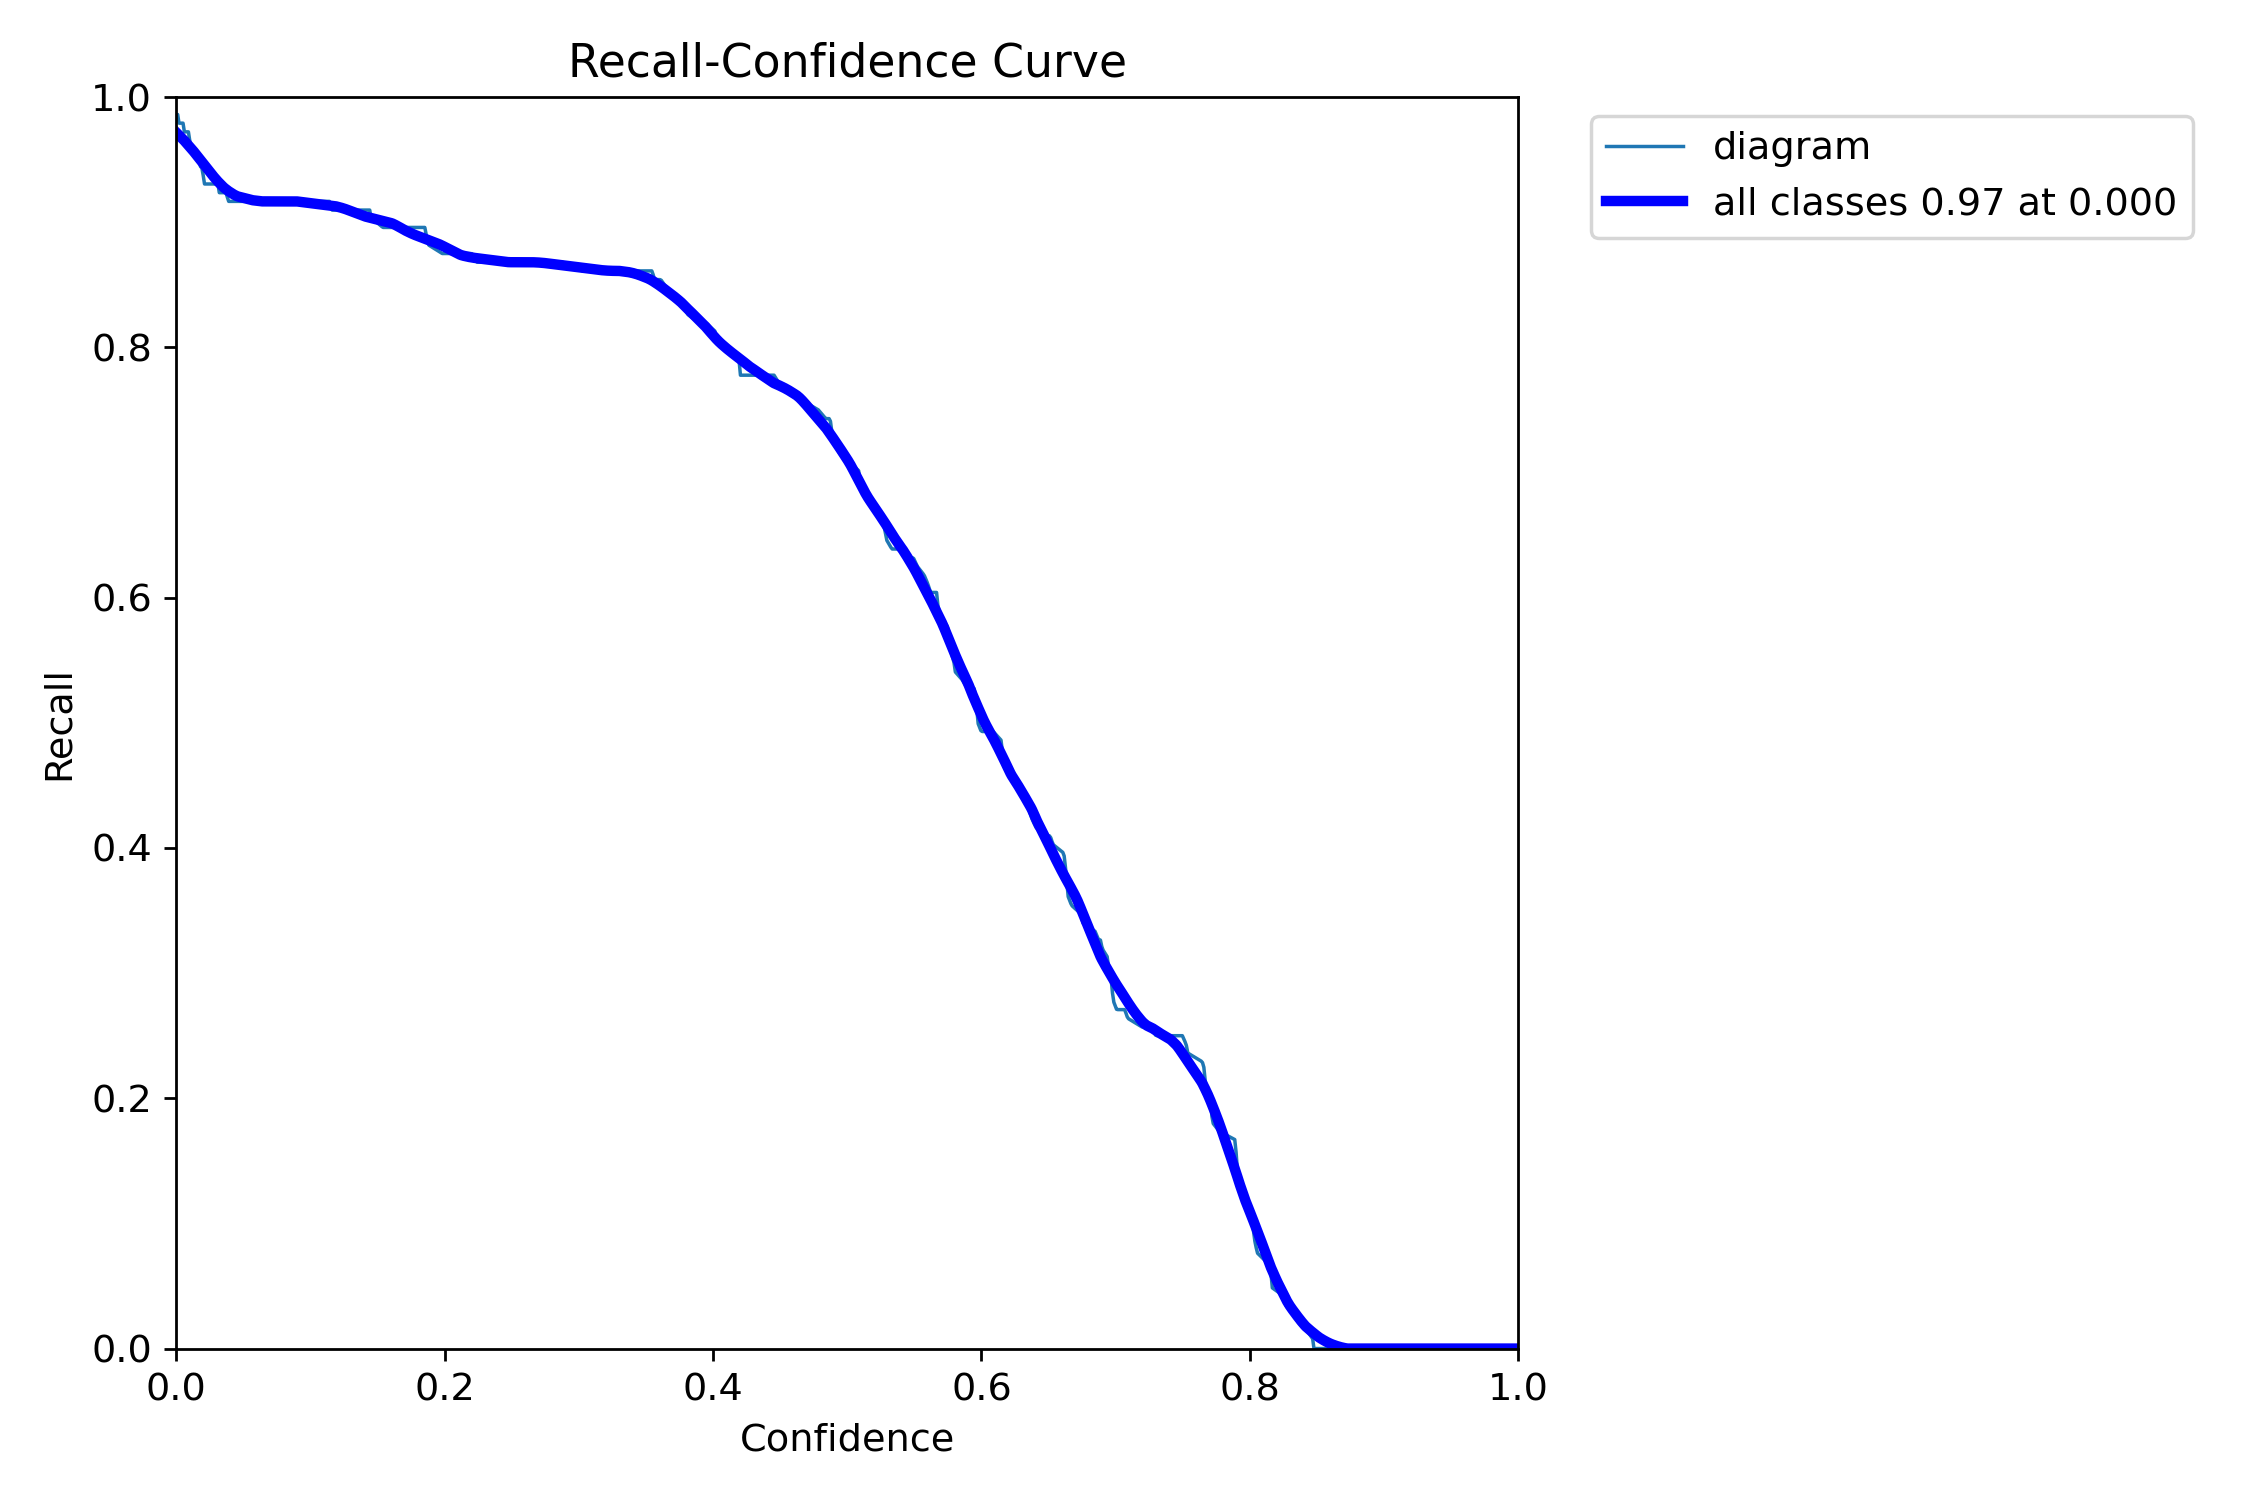 Recall-Confidence Curve
diagram
all classes 0.97 at 0.000
1.0
0.8
0.6
0.4
0.2
0.0
Recall
0.0 0.2 0.4 0.6 0.8 1.0
Confidence